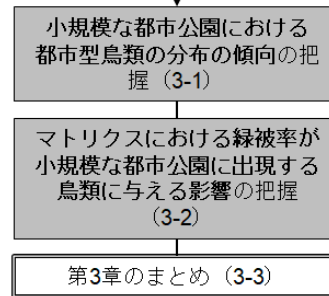 小規模な都市公園における
都市型鳥類の分布の傾向の把
握（3-1）
マトリクスにおける緑被率が
小規模な都市公園に出現する
鳥類に与える影響の把握
（3-2）
第3章のまとめ（3-3）